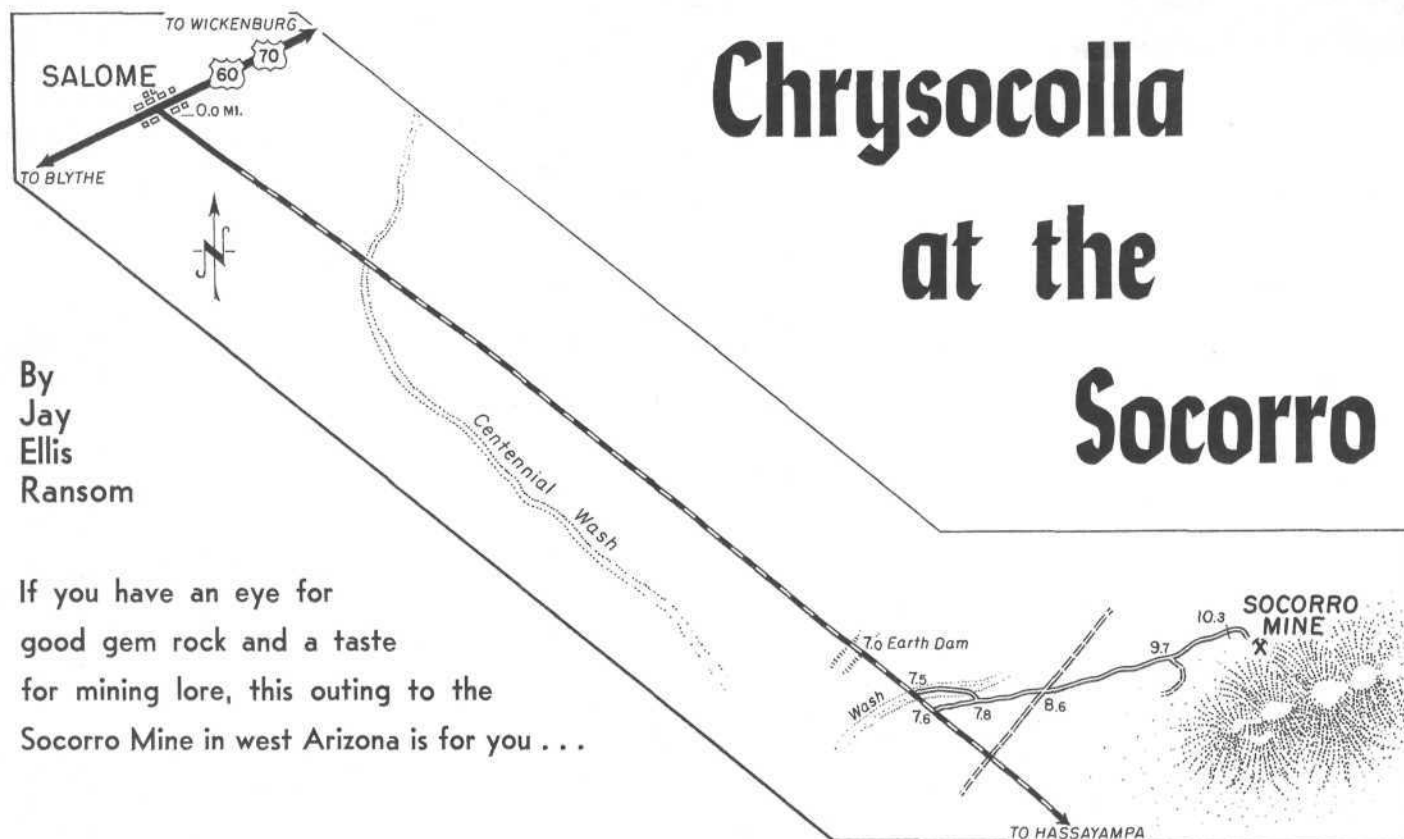 Chrysocolla
at the
Socorro
By
Jay
Ellis
Ransom
If you have an eye for
good gem rock and a taste
for mining lore, this outing to the
Socorro Mine in west Arizona is for you . . .
TO WICKENBURG
70
60
SALOME
0.0 MI.
TO BLYTHE
N
Centennial
Wash
7.0 Earth Dam
Wash
7.5
7.6
7.8
8.6
9.7
10.3
SOCORRO
MINE
TO HASSAYAMPA